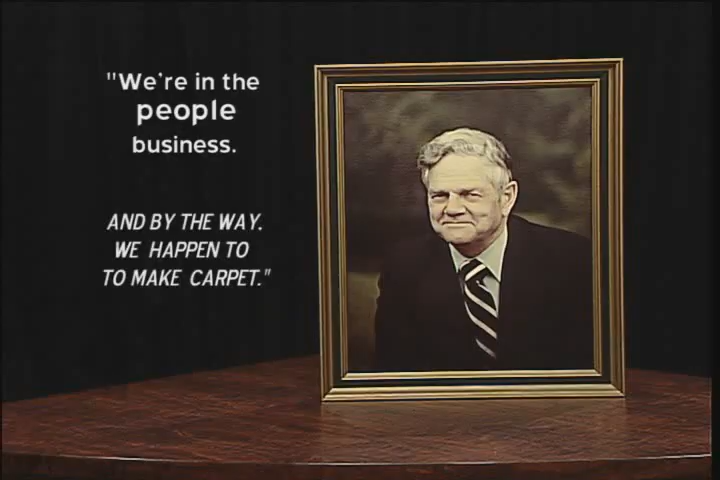 "We're in the
people
business.
AND BY THE WAY.
WE HAPPEN TO
TO MAKE CARPET."